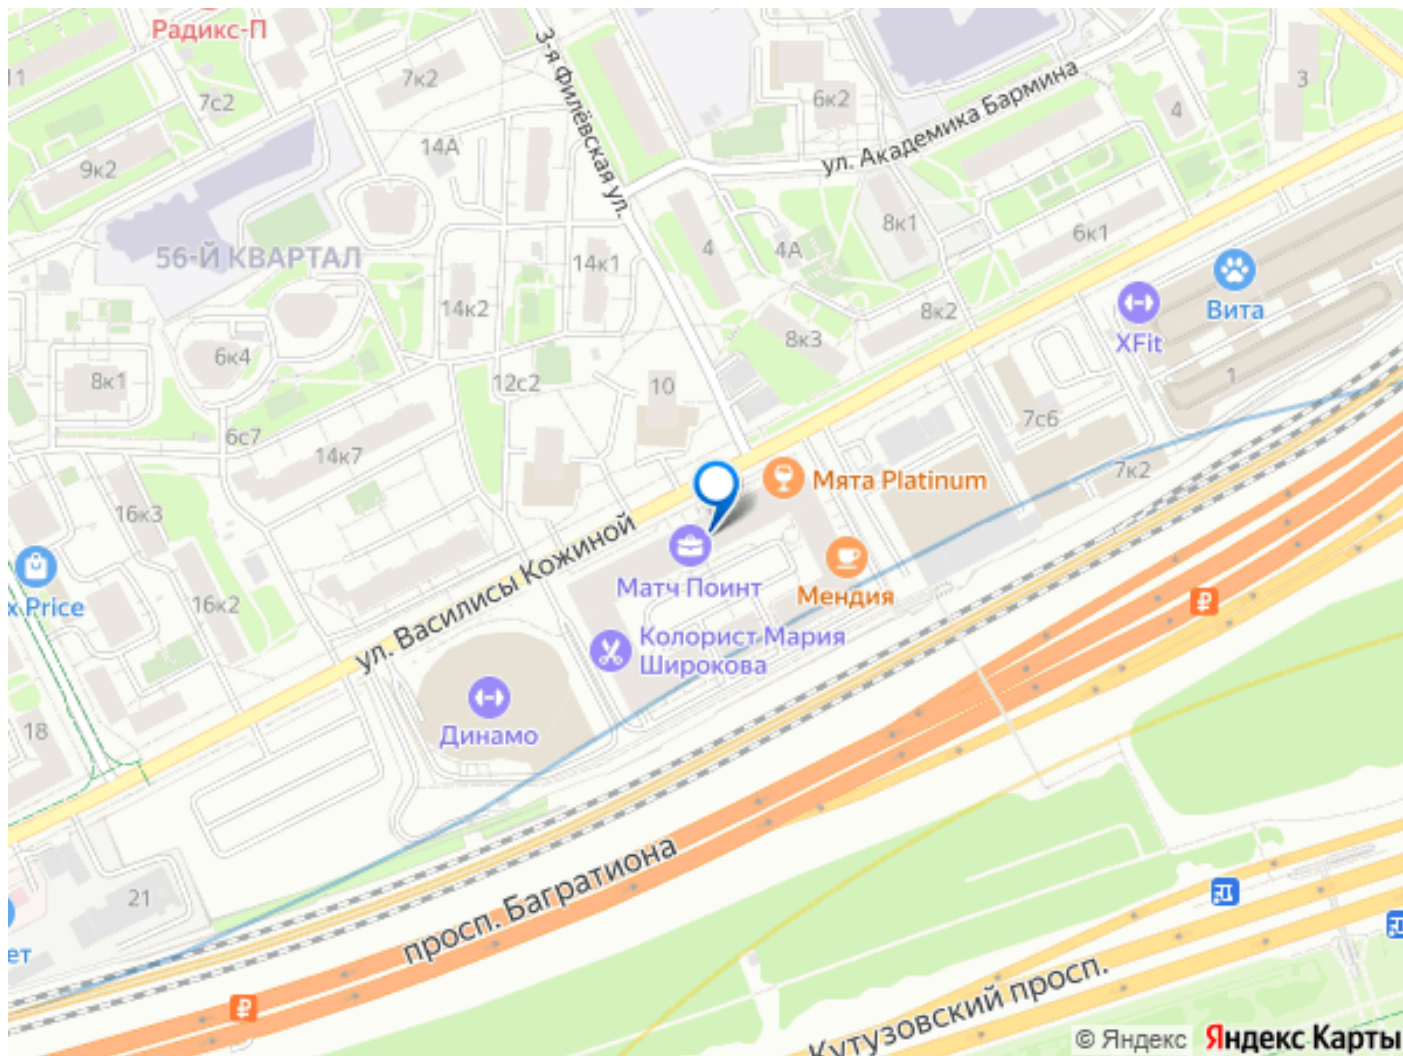 Радикс-П
11
7к2
7с2
3-я Филёвская ул.
6к2
3
4
ул. Академика Бармина
14А
9к2
8к1
6к1
56-Й КВАРТАЛ
4
4А
14к1
14к2
8к2
Вита
XFit
8к3
6к4
8к1
12с2
10
1
7с6
6с7
14к7
7к2
Мята Platinum
16к3
ул. Василисы Кожиной
Матч Поинт
Мендия
x Price
16к2
Колорист Мария
Широкова
18
Динамо
21
просп. Багратиона
ет
Кутузовский просп.
© Яндекс Яндекс Карты